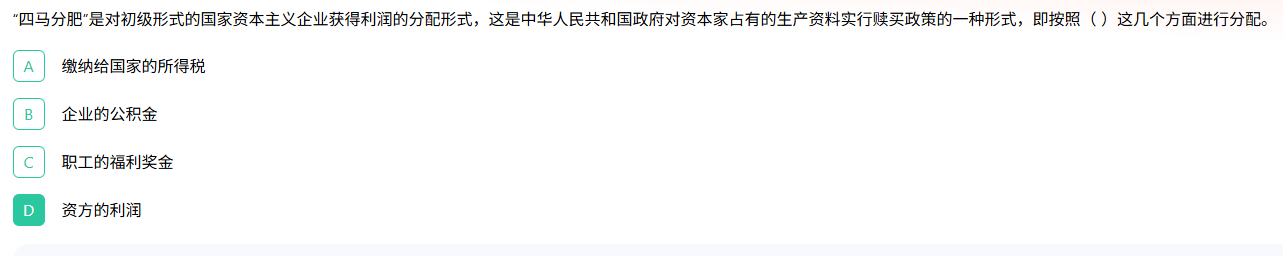 “四马分肥”是对初级形式的国家资本主义企业获得利润的分配形式，这是中华人民共和国政府对资本家占有的生产资料实行赎买政策的一种形式，即按照（ ）这几个方面进行分配。
A 缴纳给国家的所得税
B 企业的公积金
C 职工的福利奖金
D 资方的利润